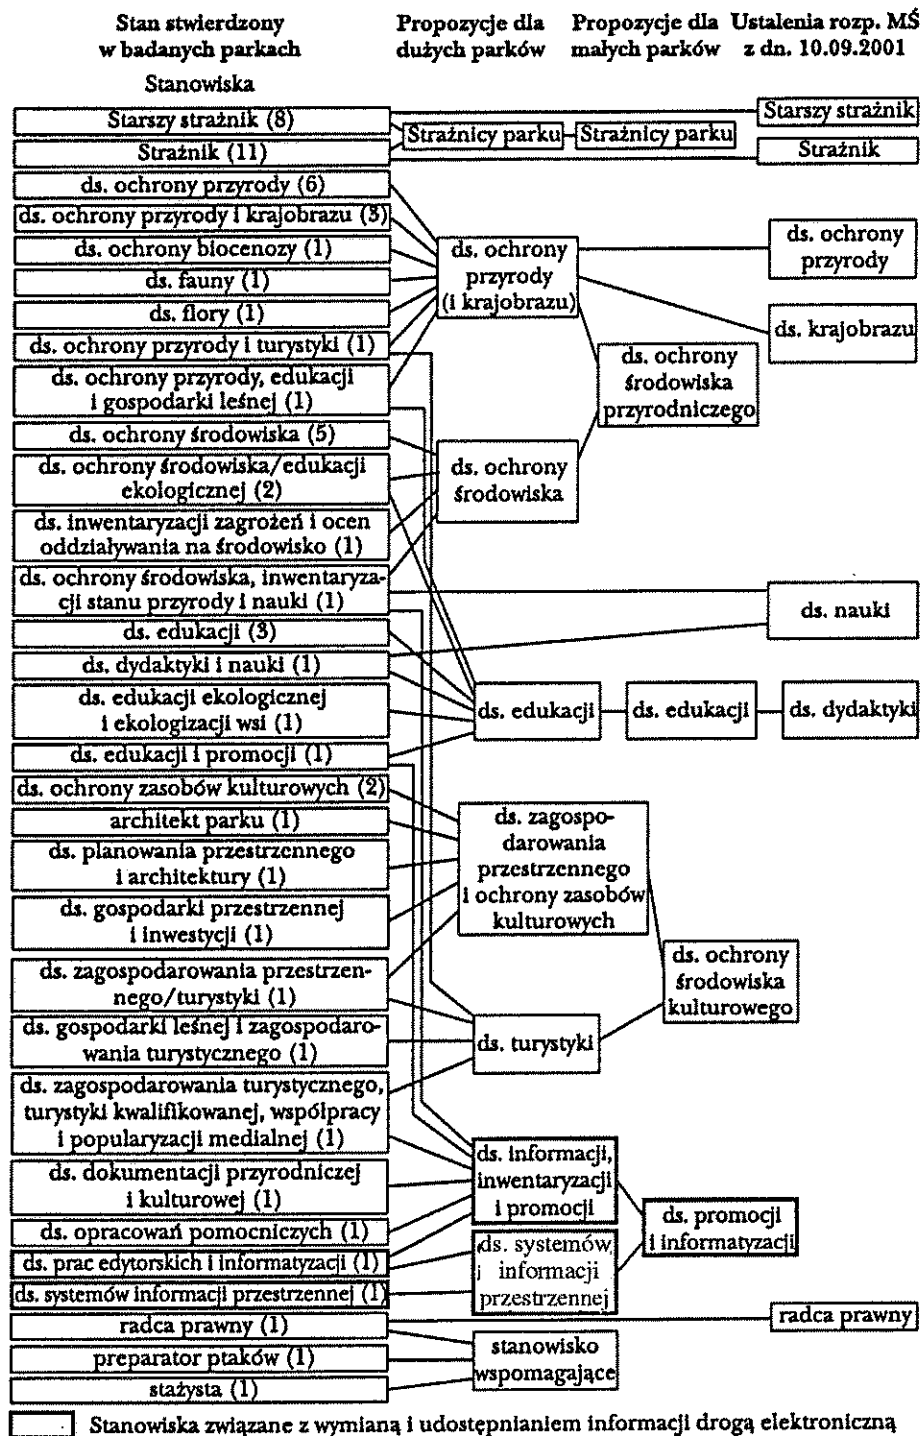 Stan stwierdzony
w badanych parkach
Propozycje dla
dużych parków
Propozycje dla
małych parków
Ustalenia rozp. MŚ
z dn. 10.09.2001
Stanowiska
Starszy strażnik (8)
Strażnik (11)
ds. ochrony przyrody (6)
ds. ochrony przyrody i krajobrazu (3)
ds. ochrony biocenozy (1)
ds. fauny (1)
ds. flory (1)
ds. ochrony przyrody i turystyki (1)
ds. ochrony przyrody, edukacji
i gospodarki leśnej (1)
ds. ochrony środowiska (5)
ds. ochrony środowiska/edukacji
ekologicznej (2)
ds. inwentaryzacji zagrożeń i ocen
oddziaływania na środowisko (1)
ds. ochrony środowiska, inwentaryza-
cji stanu przyrody i nauki (1)
ds. edukacji (3)
ds. dydaktyki i nauki (1)
ds. edukacji ekologicznej
i ekologizacji wsi (1)
ds. edukacji i promocji (1)
ds. ochrony zasobów kulturowych (2)
architekt parku (1)
ds. planowania przestrzennego
i architektury (1)
ds. gospodarki przestrzennej
i inwestycji (1)
ds. zagospodarowania przestrzen-
nego/turystyki (1)
ds. gospodarki leśnej i zagospodaro-
wania turystycznego (1)
ds. zagospodarowania turystycznego,
turystyki kwalifikowanej, współpracy
i popularyzacji medialnej (1)
ds. dokumentacji przyrodniczej
i kulturowej (1)
ds. opracowań pomocniczych (1)
ds. prac edytorskich i informatyzacji (1)
ds. systemów informacji przestrzennej (1)
radca prawny (1)
preparator ptaków (1)
stażysta (1)
Strażnicy parku
ds. ochrony
przyrody
(i krajobrazu)
ds. ochrony
środowiska
ds. edukacji
ds. zagospo-
darowania
przestrzennego
i ochrony zasobów
kulturowych
ds. turystyki
ds. informacji,
inwentaryzacji
i promocji
ds. systemów
informacji
przestrzennej
stanowisko
wspomagające
Strażnicy parku
ds. ochrony
środowiska
przyrodniczego
ds. edukacji
ds. ochrony
środowiska
kulturowego
ds. promocji
i informatyzacji
Starszy strażnik
Strażnik
ds. ochrony
przyrody
ds. krajobrazu
ds. nauki
ds. dydaktyki
radca prawny
Stanowiska związane z wymianą i udostępnianiem informacji drogą elektroniczną